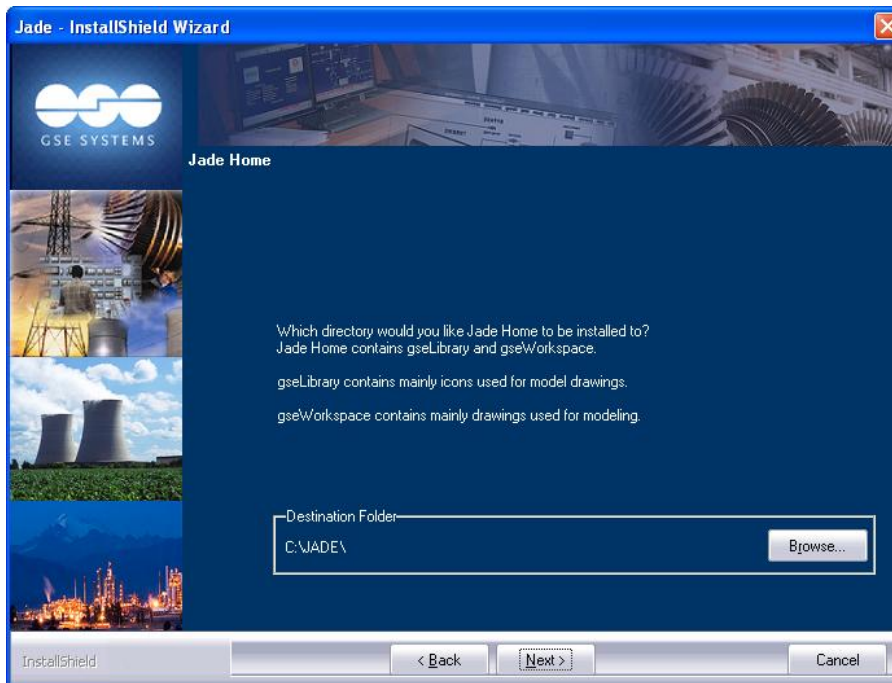 Jade - InstallShield Wizard
GSE SYSTEMS
Jade Home
Which directory would you like Jade Home to be installed to?
Jade Home contains gseLibrary and gseWorkspace.
gseLibrary contains mainly icons used for model drawings.
gseWorkspace contains mainly drawings used for modeling.
Destination Folder
C:\JADE\
Browse...
InstallShield
< Back
Next >
Cancel